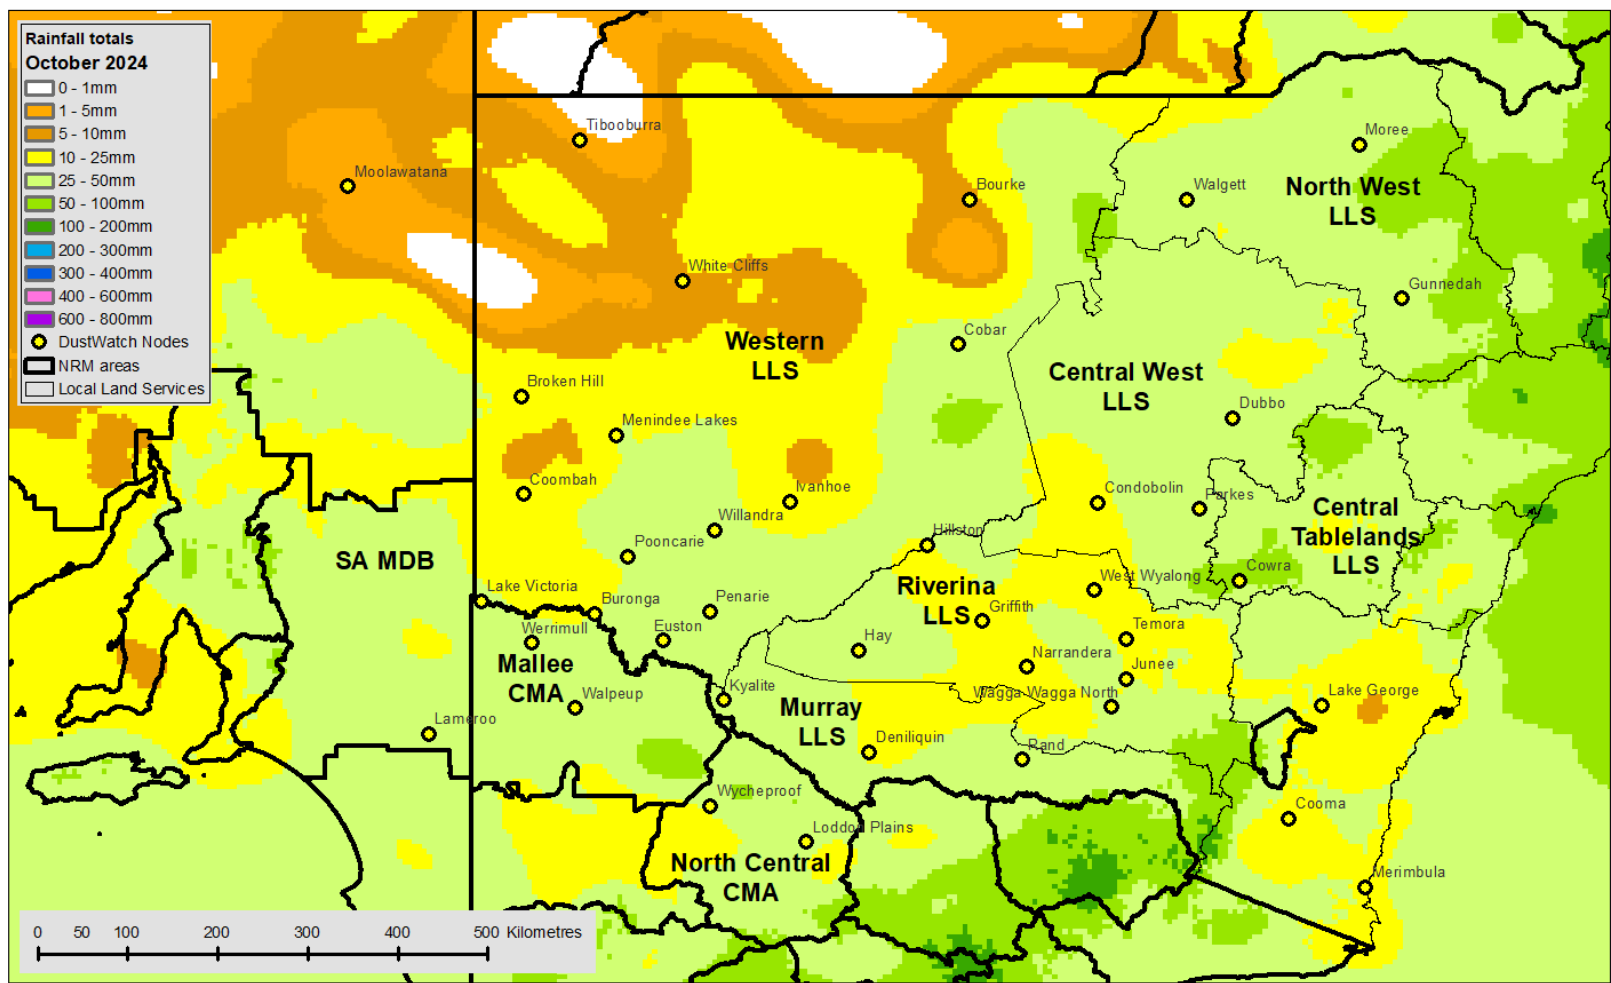 Rainfall totals
October 2024
0 - 1mm
1 - 5mm
5 - 10mm
10 - 25mm
25 - 50mm
50 - 100mm
100 - 200mm
200 - 300mm
300 - 400mm
400 - 600mm
600 - 800mm
DustWatch Nodes
NRM areas
Local Land Services
Tibooburra
Moree
Moolawatana
Bourke
Walgett
North West
LLS
White Cliffs
Gunnedah
Cobar
Western
LLS
Central West
LLS
Broken Hill
Dubbo
Menindee Lakes
Coombah
Ivanhoe
Condobolin
Parkes
Central
Tablelands
LLS
Willandra
Hillston
Pooncarie
SA MDB
Cowra
West Wyalong
Riverina
LLS
Lake Victoria
Buronga
Penarie
Griffith
Temora
Werrimull
Euston
Hay
Narrandera
Junee
Mallee
CMA
Walpeup
Kyalite
Wagga Wagga North
Lake George
Murray
LLS
Lameroo
Deniliquin
Rand
Wycheproof
Cooma
Loddon Plains
North Central
CMA
Merimbula
0 50 100 200 300 400 500 Kilometres